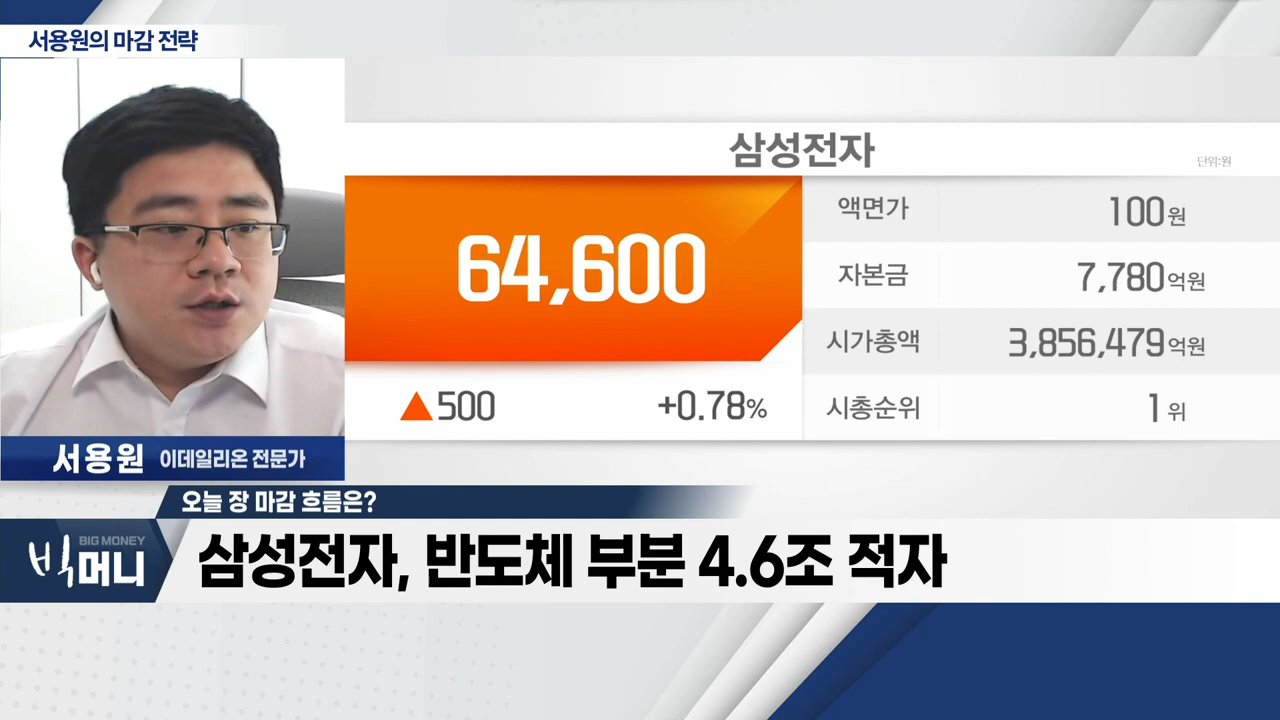 서용원의 마감 전략
삼성전자
단위:원
64,600
▲500 +0.78%
액면가 100원
자본금 7,780억원
시가총액 3,856,479억원
시총순위 1위
서용원 이데일리온 전문가
오늘 장 마감 흐름은?
BIG MONEY
빅머니
삼성전자, 반도체 부분 4.6조 적자